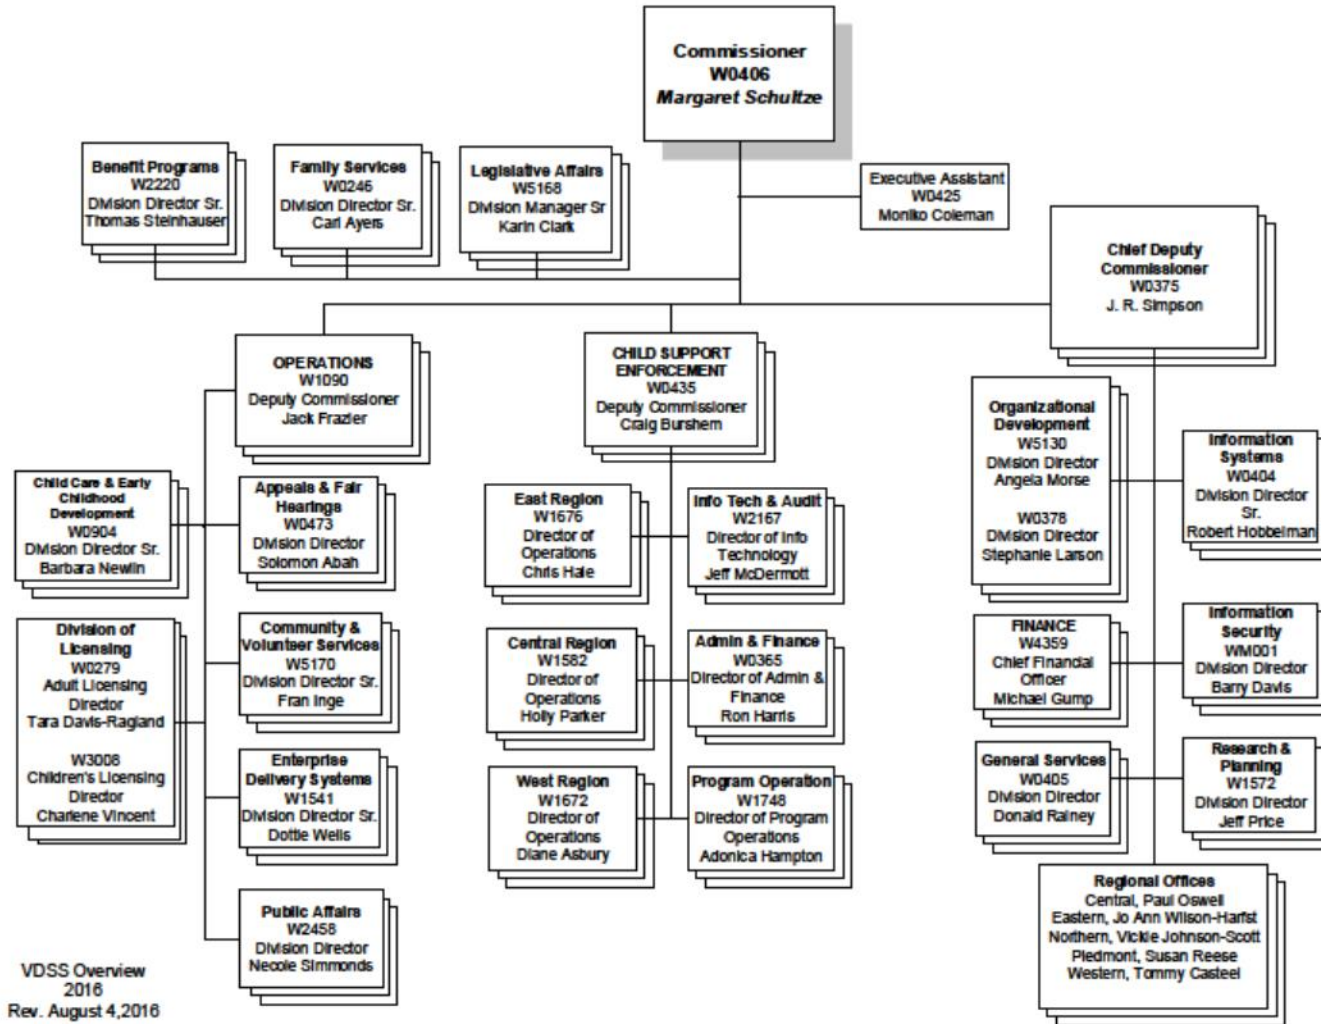 Commissioner
W0406
Margaret Schultze
Benefit Programs
W2220
Division Director Sr.
Thomas Steinhauser
Family Services
W0246
Division Director Sr.
Carl Ayers
Legislative Affairs
W5168
Division Manager Sr
Karin Clark
Executive Assistant
W0425
Moniko Coleman
Chief Deputy
Commissioner
W0375
J. R. Simpson
OPERATIONS
W1090
Deputy Commissioner
Jack Frazier
CHILD SUPPORT
ENFORCEMENT
W0435
Deputy Commissioner
Craig Burshem
Child Care & Early
Childhood
Development
W0904
Division Director Sr.
Barbara Newlin
Appeals & Fair
Hearings
W0473
Division Director
Solomon Abah
Division of
Licensing
W0279
Adult Licensing
Director
Tara Davis-Ragland
W3008
Children's Licensing
Director
Charlene Vincent
Community &
Volunteer Services
W5170
Division Director Sr.
Fran Inge
Enterprise
Delivery Systems
W1541
Division Director Sr.
Dottie Wells
Public Affairs
W2458
Division Director
Necole Simmonds
East Region
W1676
Director of
Operations
Chris Hale
Info Tech & Audit
W2167
Director of Info
Technology
Jeff McDermott
Central Region
W1582
Director of
Operations
Holly Parker
Admin & Finance
W0365
Director of Admin &
Finance
Ron Harris
West Region
W1672
Director of
Operations
Diane Asbury
Program Operation
W1748
Director of Program
Operations
Adonica Hampton
Organizational
Development
W5130
Division Director
Angela Morse
W0378
Division Director
Stephanie Larson
Information
Systems
W0404
Division Director
Sr.
Robert Hobbelman
FINANCE
W4359
Chief Financial
Officer
Michael Gump
Information
Security
WM001
Division Director
Barry Davis
General Services
W0405
Division Director
Donald Rainey
Research &
Planning
W1572
Division Director
Jeff Price
Regional Offices
Central, Paul Oswell
Eastern, Jo Ann Wilson-Harfst
Northern, Vickie Johnson-Scott
Piedmont, Susan Reese
Western, Tommy Casteel
VDSS Overview
2016
Rev. August 4,2016